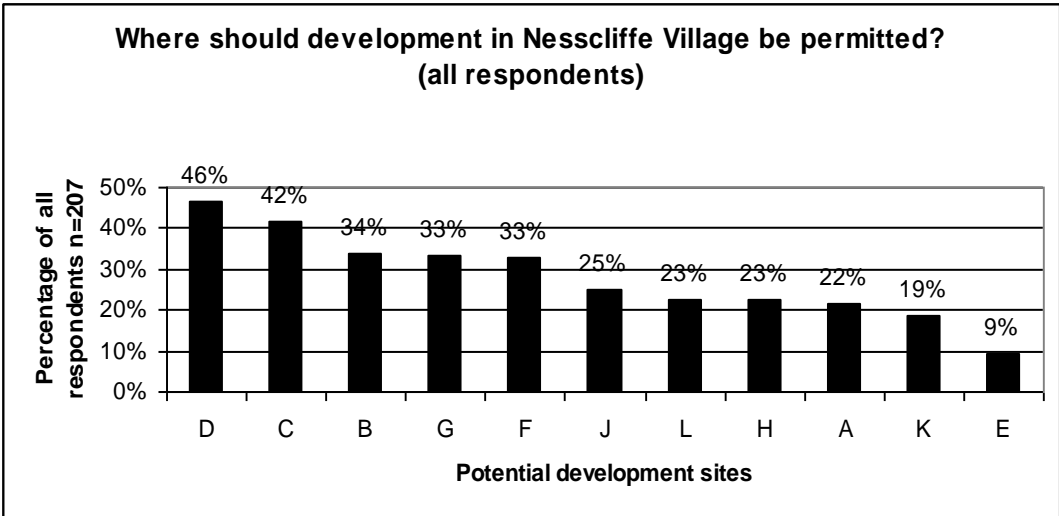 Where should development in Nesscliffe Village be permitted?
(all respondents)
Percentage of all
respondents n=207
50%
40%
30%
20%
10%
0%
46%
42%
34%
33%
33%
25%
23%
23%
22%
19%
9%
D C B G F J L H A K E
Potential development sites